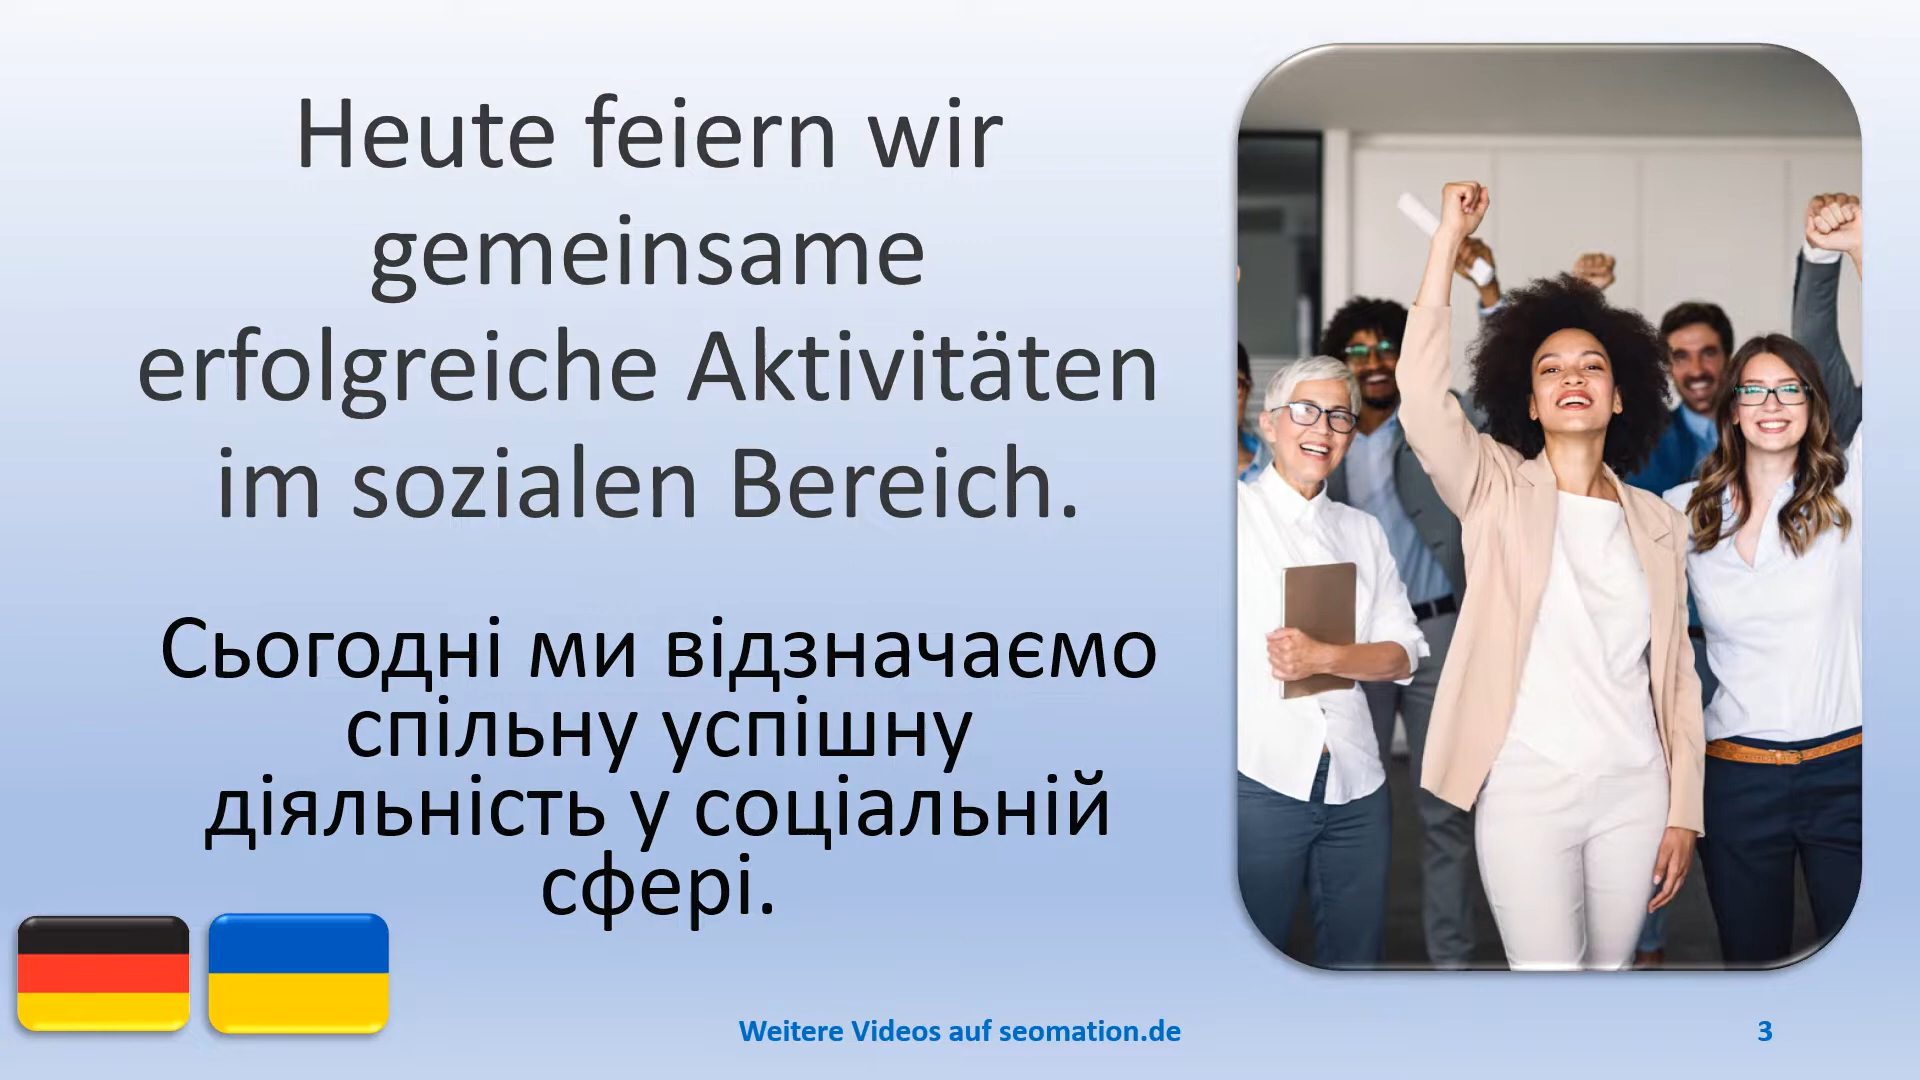 Heute feiern wir
gemeinsame
erfolgreiche Aktivitäten
im sozialen Bereich.
Сьогодні ми відзначаємо
спільну успішну
діяльність у соціальній
сфері.
Weitere Videos auf seomation.de
3